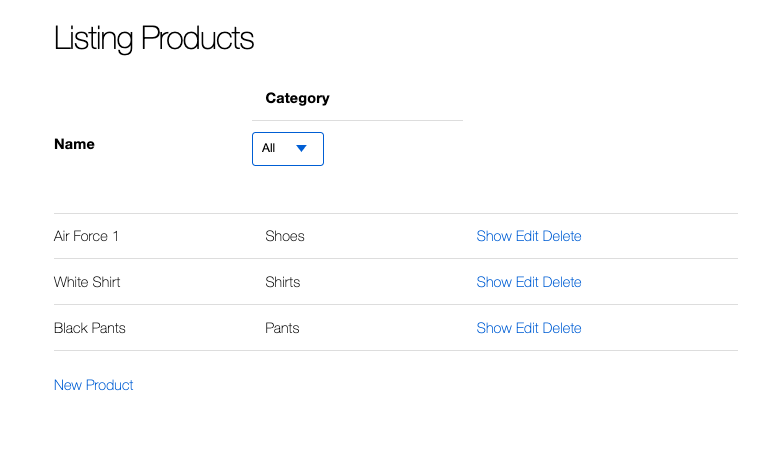 Listing Products
Category
Name
All
Air Force 1 Shoes Show Edit Delete
White Shirt Shirts Show Edit Delete
Black Pants Pants Show Edit Delete
New Product